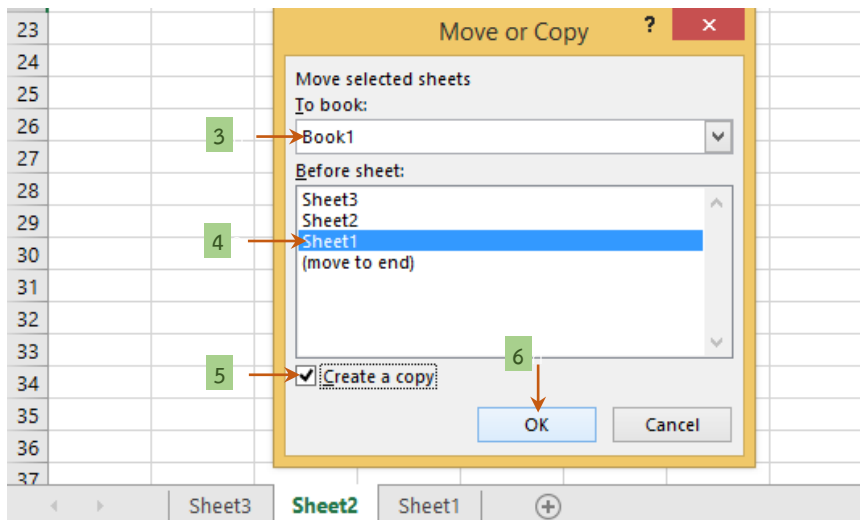 23
24
25
26
27
28
29
30
31
32
33
34
35
36
37
Move or Copy ? ×
Move selected sheets
To book:
3
Book1
Before sheet:
Sheet3
Sheet2
4
Sheet1
(move to end)
5
Create a copy
6
OK Cancel
Sheet3 Sheet2 Sheet1